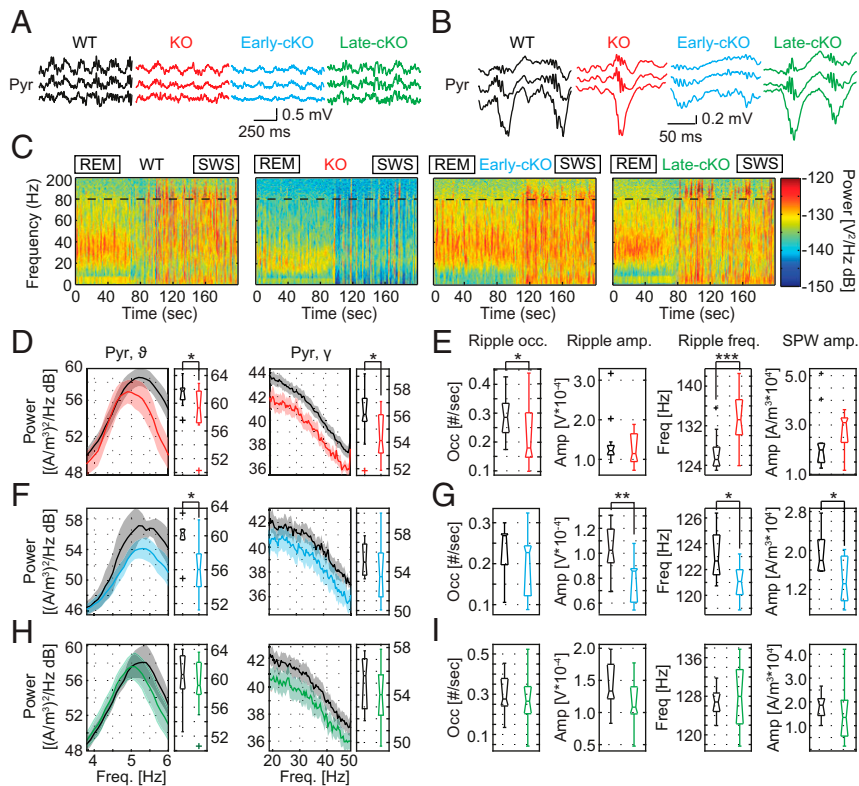 A
WT KO Early-cKO Late-cKO
Pyr
0.5 mV
250 ms
B
WT KO Early-cKO Late-cKO
Pyr
0.2 mV
50 ms
C
REM WT SWS
REM KO SWS
REM Early-cKO SWS
REM Late-cKO SWS
Frequency (Hz)
200
80
60
40
20
0
0 40 80 120 160
Time (sec)
0 40 80 120 160
Time (sec)
0 40 80 120 160
Time (sec)
0 40 80 120 160
Time (sec)
-120
-130
-140
-150
Power [V²/Hz dB]
D
Pyr, ϑ
Pyr, γ
Power
[(A/m³)²/Hz dB]
60
56
52
48
*
64
62
60
58
56
54
52
50
44
42
40
38
36
*
58
56
54
52
E
Ripple occ. Ripple amp. Ripple freq. SPW amp.
Occ [#/sec]
0.4
0.3
0.2
0.1
*
Amp [V*10⁻⁴]
3.0
2.0
1.0
Freq [Hz]
140
132
124
***
Amp [A/m³*10⁴]
5.0
3.0
1.0
F
Power
[(A/m³)²/Hz dB]
58
54
50
46
*
64
60
56
52
44
42
40
38
36
34
58
54
50
G
Occ [#/sec]
0.3
0.2
0.1
Amp [V*10⁻⁴]
1.4
1.0
0.8
0.6
**
Freq [Hz]
126
124
122
120
*
Amp [A/m³*10⁴]
2.8
2.0
1.4
*
H
Power
[(A/m³)²/Hz dB]
60
56
52
48
4 5 6
Freq. [Hz]
64
60
56
52
42
40
38
36
20 30 40 50
Freq. [Hz]
58
54
50
I
Occ [#/sec]
0.5
0.3
0.1
Amp [V*10⁻⁴]
2.0
1.5
1.0
0.5
Freq [Hz]
136
128
120
Amp [A/m³*10⁴]
4.0
3.0
2.0
1.0
0